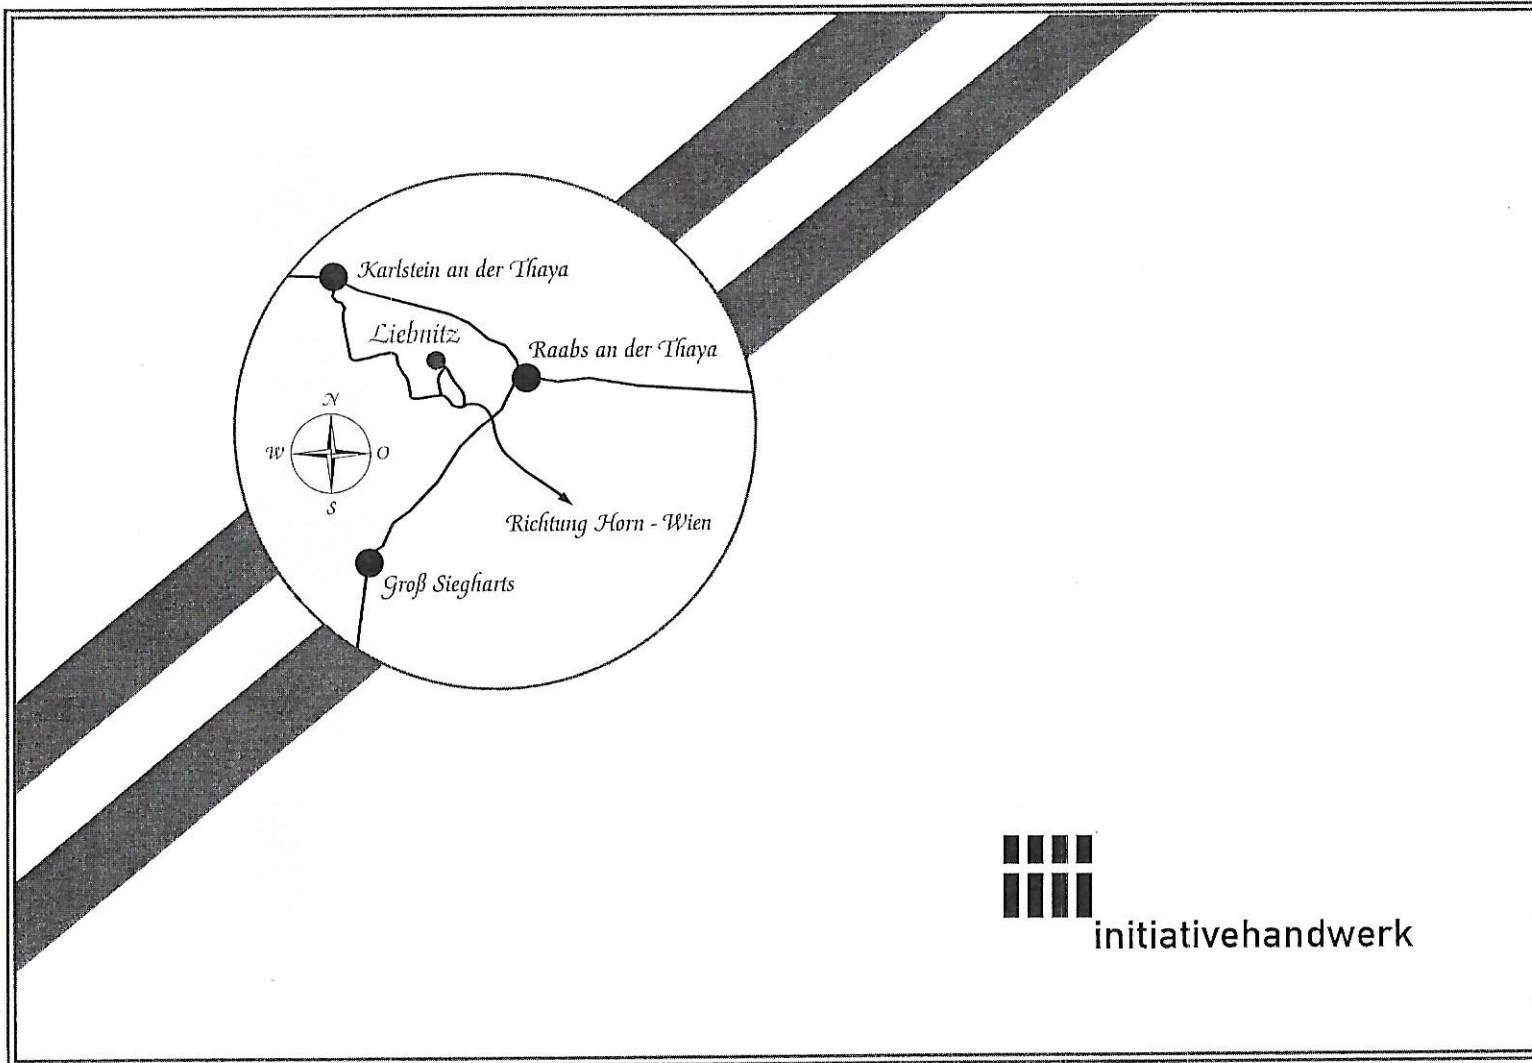 Karlstein an der Thaya
Liebnitz
Raabs an der Thaya
N
W
O
S
Richtung Horn - Wien
Groß Siegharts
initiativehandwerk